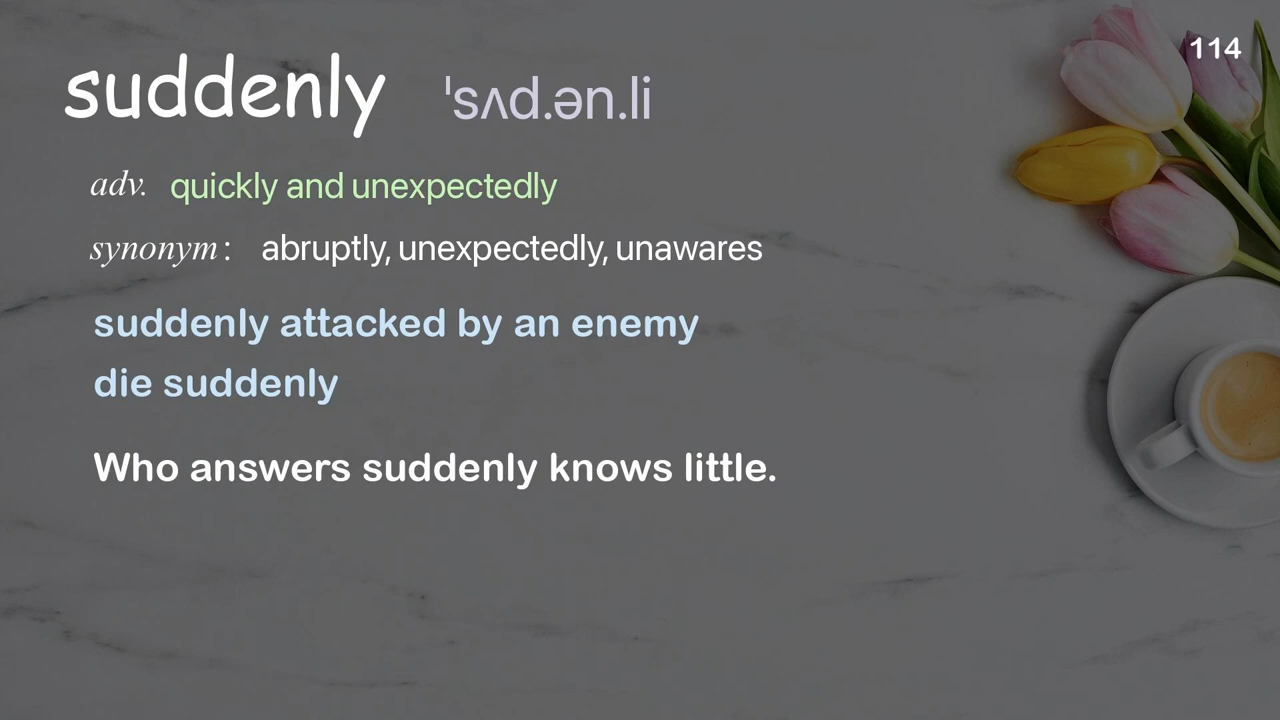 114
suddenly ˈsʌd.ən.li
adv. quickly and unexpectedly
synonym: abruptly, unexpectedly, unawares
suddenly attacked by an enemy
die suddenly
Who answers suddenly knows little.